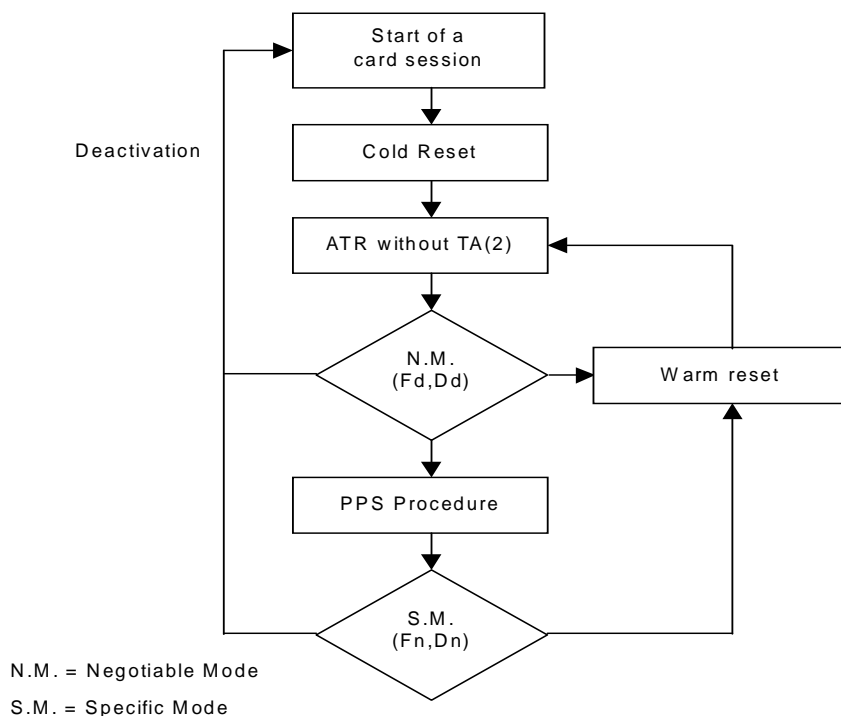 Start of a
card session
Deactivation
Cold Reset
ATR without TA(2)
N.M.
(Fd,Dd)
Warm reset
PPS Procedure
S.M.
(Fn,Dn)
N.M. = Negotiable Mode
S.M. = Specific Mode